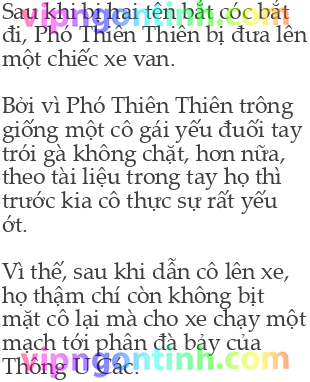 Sau khi bị hai tên bắt cóc bắt
đi, Phó Thiên Thiên bị đưa lên
một chiếc xe van.
Bởi vì Phó Thiên Thiên trông
giống một cô gái yếu đuối tay
trói gà không chặt, hơn nữa,
theo tài liệu trong tay họ thì
trước kia cô thực sự rất yếu
ớt.
Vì thế, sau khi dẫn cô lên xe,
họ thậm chí còn không bịt
mặt cô lại mà cho xe chạy một
mạch tới phân đà bảy của
Thông U Các.
vipngontinh.com
vipngontinh.com